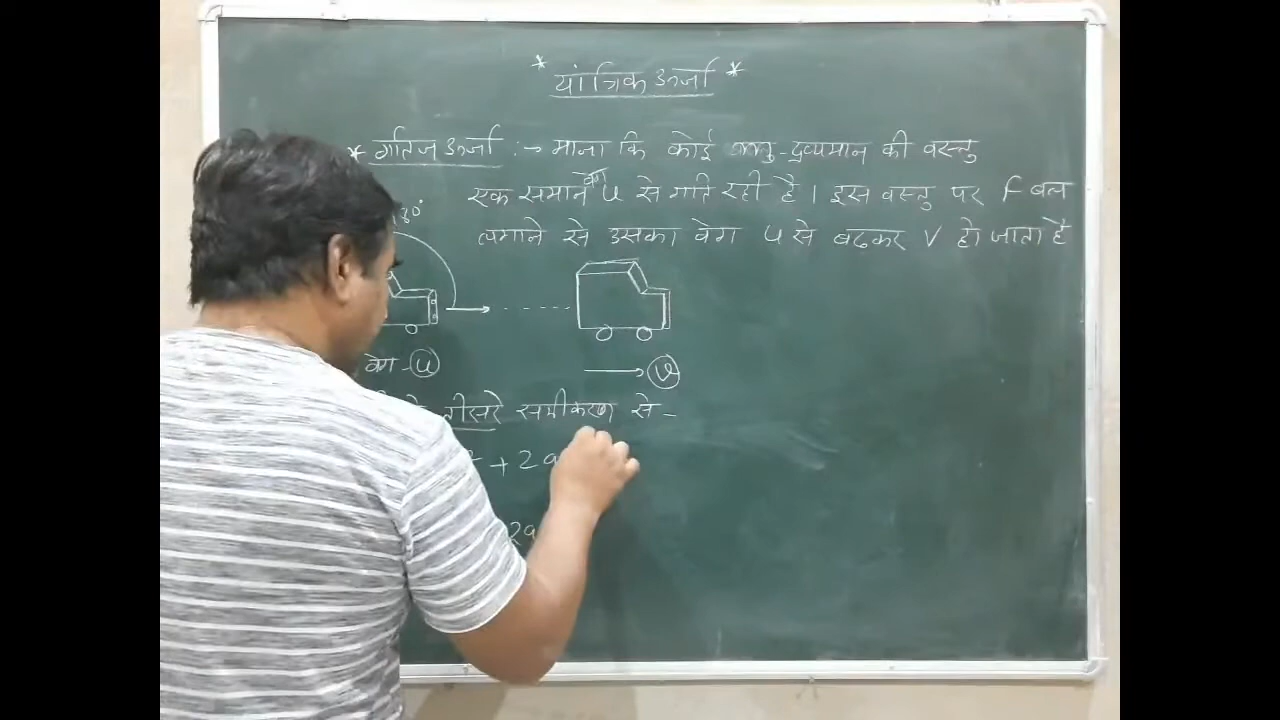 * यांत्रिक ऊर्जा *
* गतिज ऊर्जा :→ माना कि कोई द्रव्यमान की वस्तु
एक समान वेग u से गति रही है । इस वस्तु पर F बल
लगाने से उसका वेग u से बढ़कर v हो जाता है
180°
वेग - u
v
तीसरे समीकरण से -
+ 2a
2a